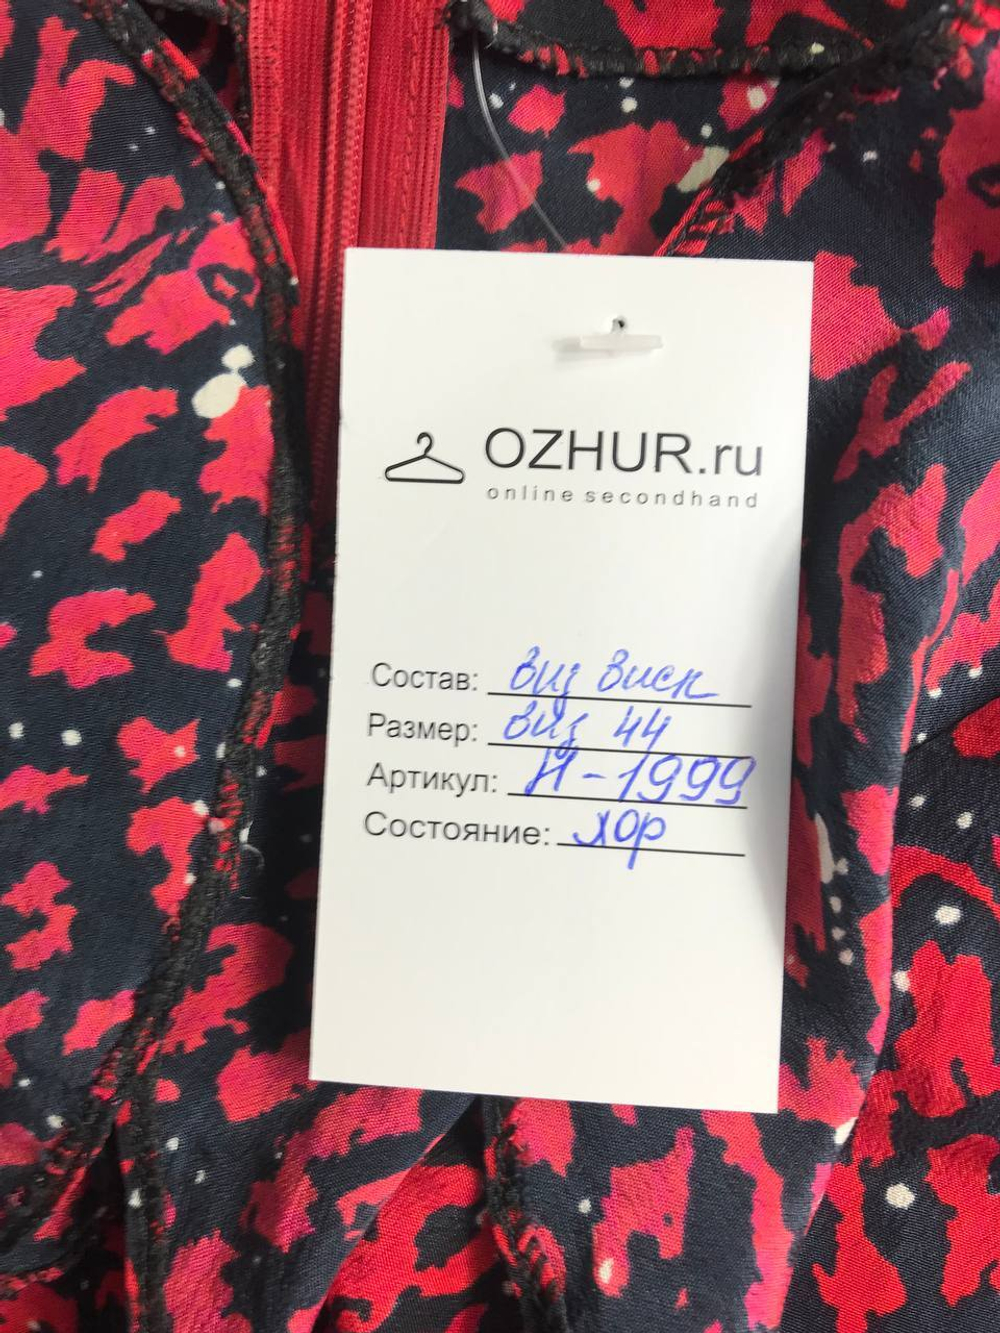 OZHUR.ru
online secondhand
Состав: виз виск
Размер: виз 44
Артикул: И-1999
Состояние: хор